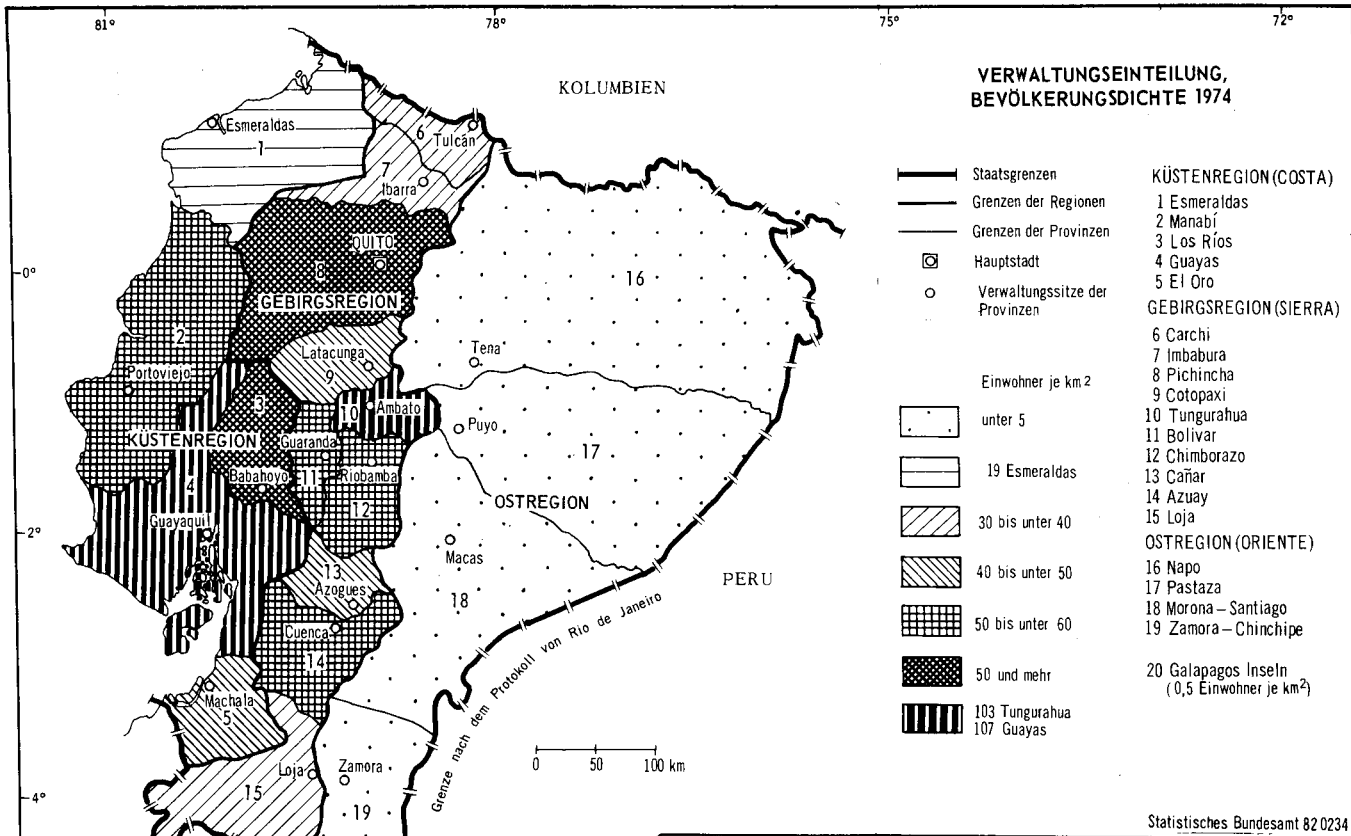 81°
78°
75°
72°
0°
2°
4°
VERWALTUNGSEINTEILUNG,
BEVÖLKERUNGSDICHTE 1974
Staatsgrenzen
Grenzen der Regionen
Grenzen der Provinzen
Hauptstadt
Verwaltungssitze der
Provinzen
Einwohner je km²
unter 5
19 Esmeraldas
30 bis unter 40
40 bis unter 50
50 bis unter 60
50 und mehr
103 Tungurahua
107 Guayas
KÜSTENREGION (COSTA)
1 Esmeraldas
2 Manabí
3 Los Ríos
4 Guayas
5 El Oro
GEBIRGSREGION (SIERRA)
6 Carchi
7 Imbabura
8 Pichincha
9 Cotopaxi
10 Tungurahua
11 Bolivar
12 Chimborazo
13 Cañar
14 Azuay
15 Loja
OSTREGION (ORIENTE)
16 Napo
17 Pastaza
18 Morona-Santiago
19 Zamora-Chinchipe
20 Galapagos Inseln
(0,5 Einwohner je km²)
KOLUMBIEN
Esmeraldas
1
6
Tulcán
7
Ibarra
QUITO
8
GEBIRGSREGION
16
2
Latacunga
9
Tena
Portoviejo
3
10
Ambato
Puyo
KÜSTENREGION
Guaranda
17
4
Babahoyo
11
Riobamba
12
OSTREGION
Guayaquil
Macas
13
Azogues
18
PERU
Cuenca
14
Machala
5
Loja
15
Zamora
19
Grenze nach dem Protokoll von Rio de Janeiro
0 50 100 km
Statistisches Bundesamt 82 0234